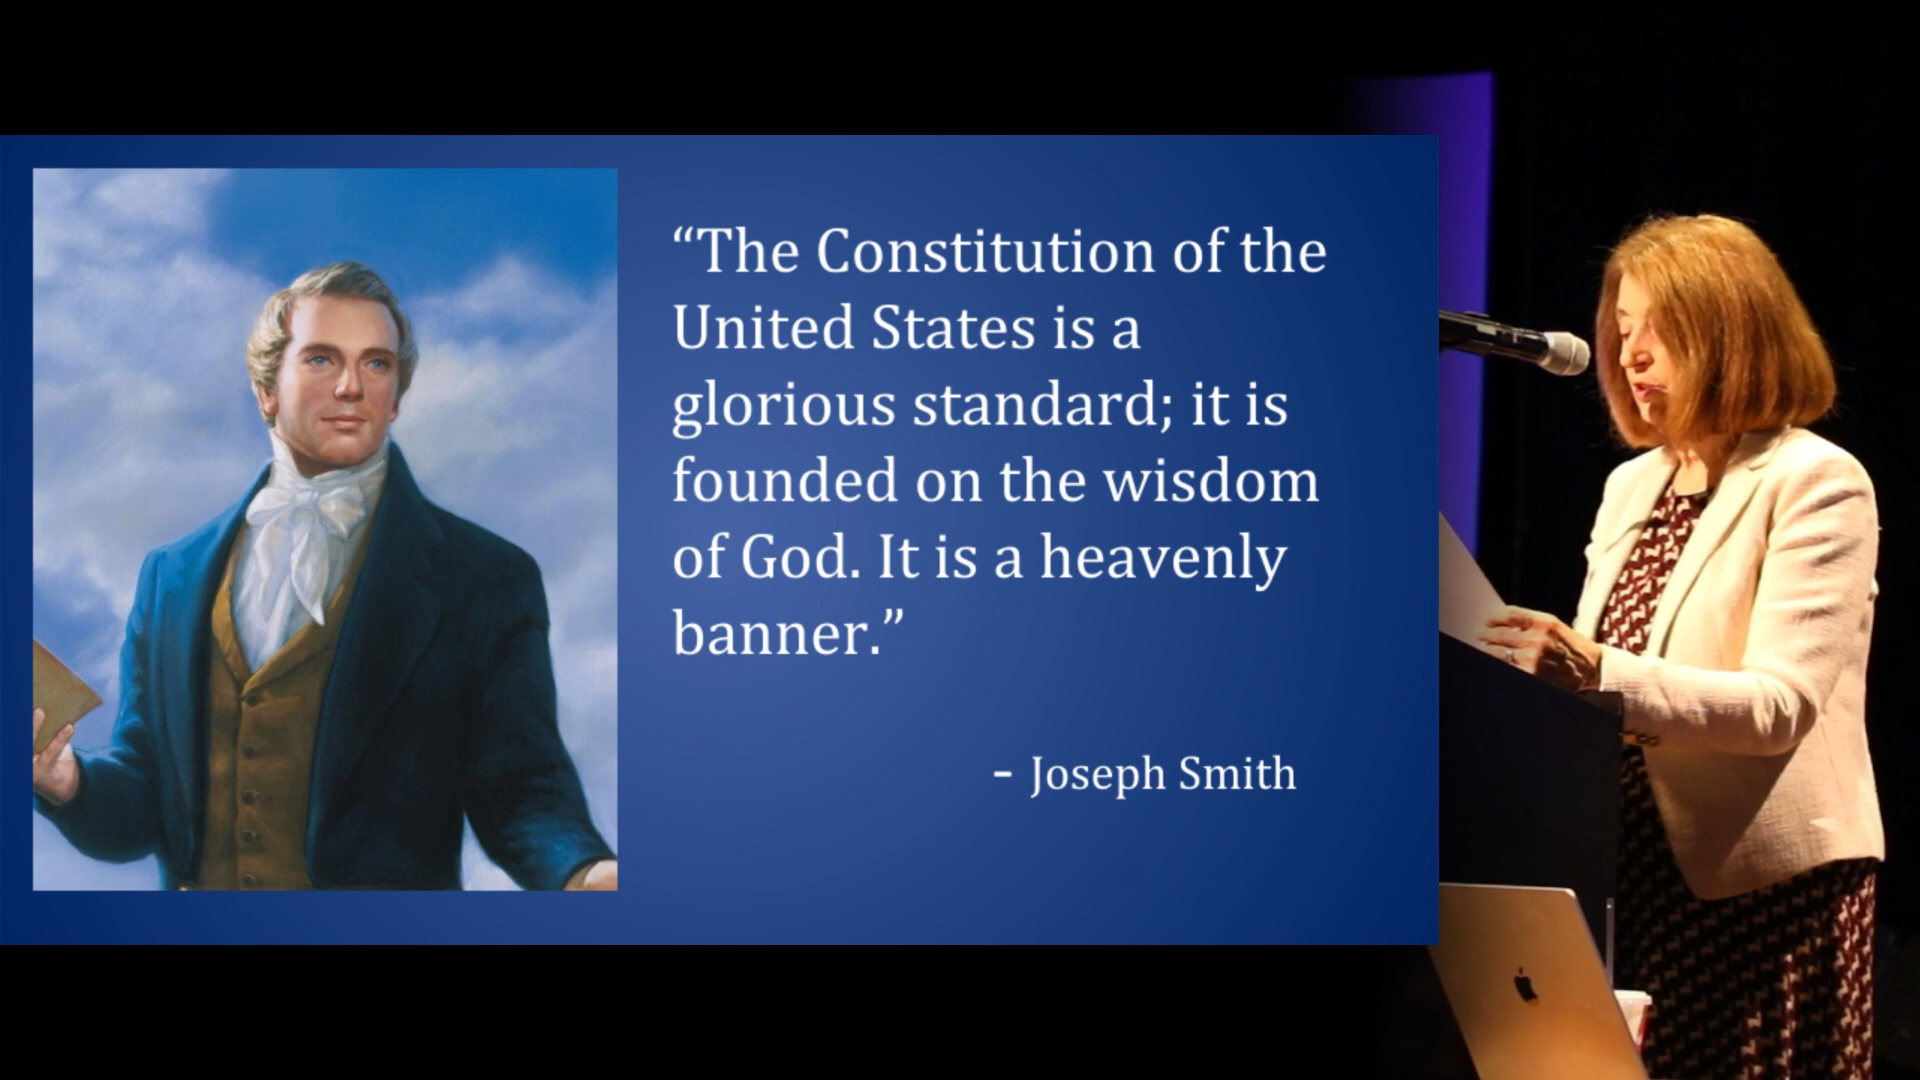 “The Constitution of the
United States is a
glorious standard; it is
founded on the wisdom
of God. It is a heavenly
banner.”
– Joseph Smith